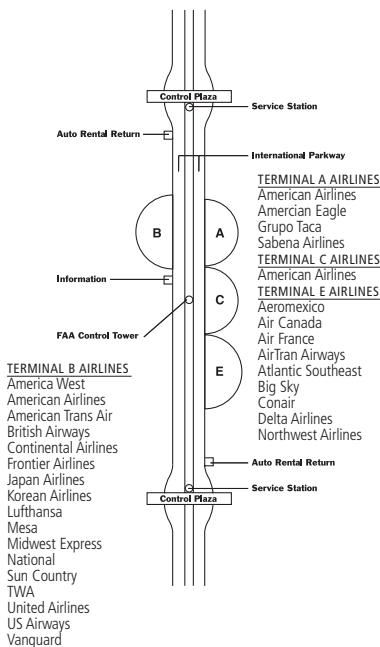 Control Plaza
Service Station
Auto Rental Return
International Parkway
TERMINAL A AIRLINES
American Airlines
Amercian Eagle
Grupo Taca
Sabena Airlines
B
A
TERMINAL C AIRLINES
American Airlines
Information
C
TERMINAL E AIRLINES
Aeromexico
Air Canada
Air France
AirTran Airways
Atlantic Southeast
Big Sky
Conair
Delta Airlines
Northwest Airlines
FAA Control Tower
E
TERMINAL B AIRLINES
America West
American Airlines
American Trans Air
British Airways
Continental Airlines
Frontier Airlines
Japan Airlines
Korean Airlines
Lufthansa
Mesa
Midwest Express
National
Sun Country
TWA
United Airlines
US Airways
Vanguard
Auto Rental Return
Service Station
Control Plaza